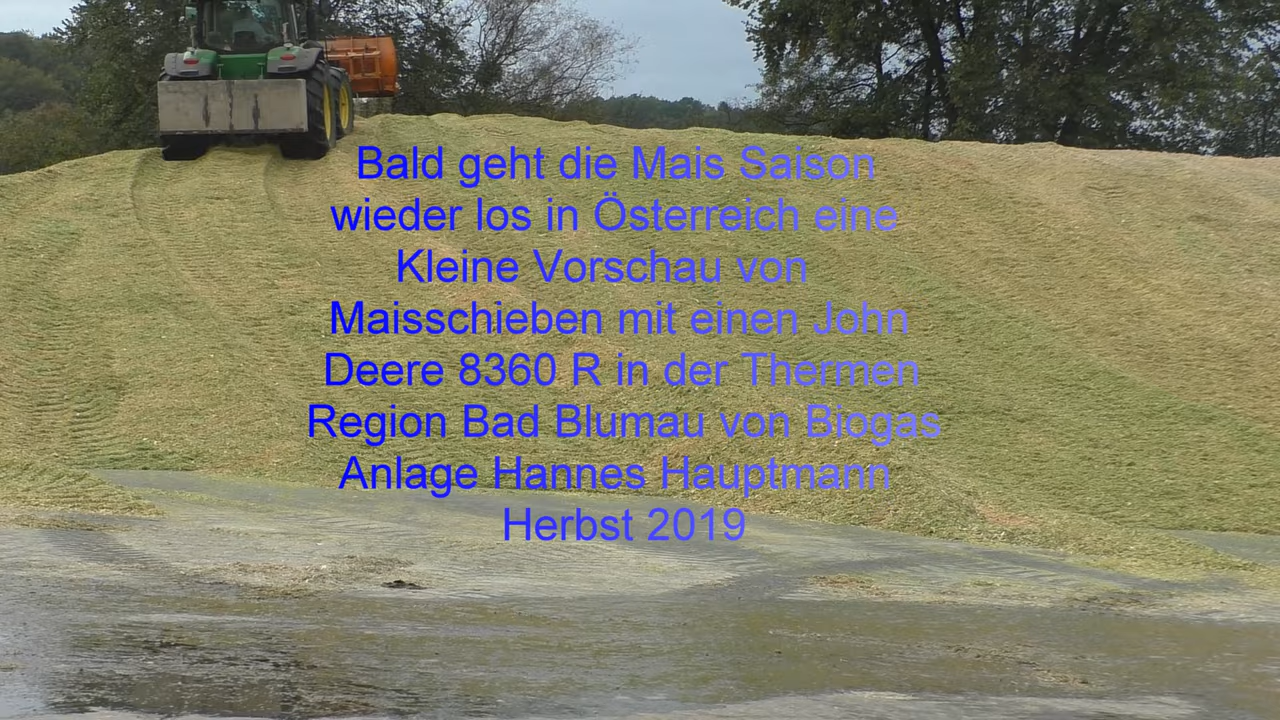 Bald geht die Mais Saison
wieder los in Österreich eine
Kleine Vorschau von
Maisschieben mit einen John
Deere 8360 R in der Thermen
Region Bad Blumau von Biogas
Anlage Hannes Hauptmann
Herbst 2019